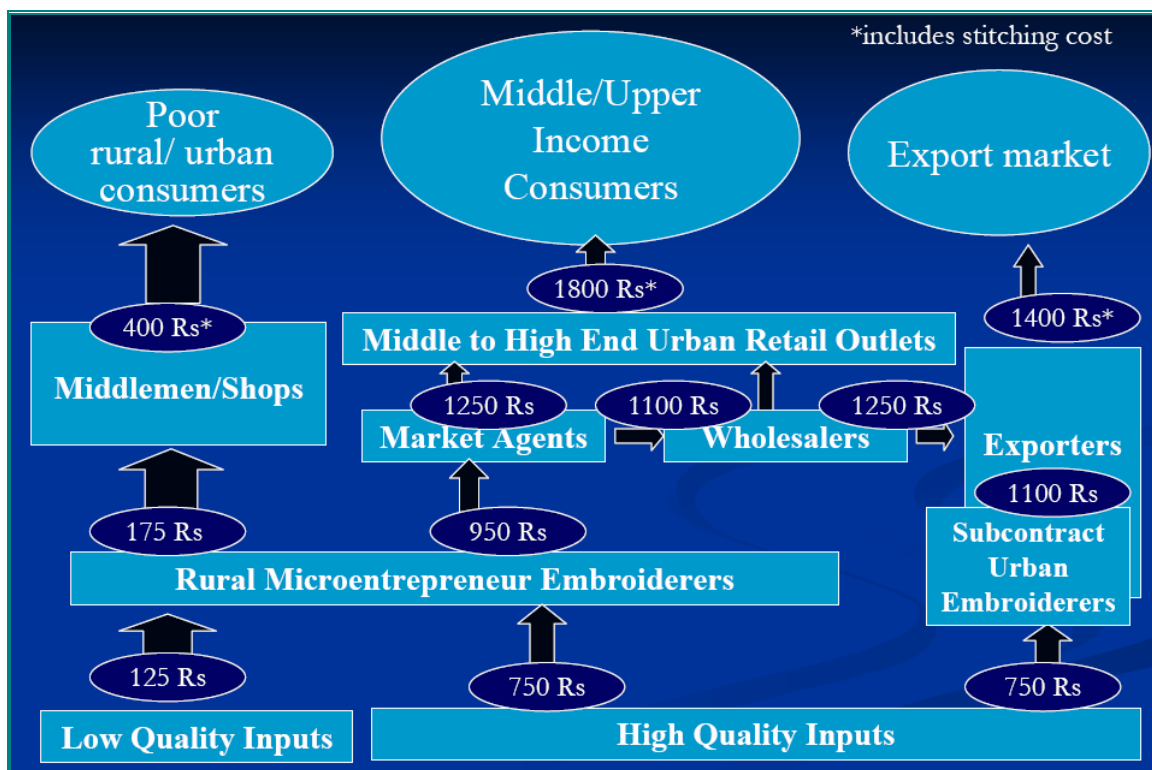 *includes stitching cost
Poor
rural/ urban
consumers
Middle/Upper
Income
Consumers
Export market
400 Rs*
1800 Rs*
1400 Rs*
Middlemen/Shops
Middle to High End Urban Retail Outlets
1250 Rs
1100 Rs
1250 Rs
Market Agents
Wholesalers
Exporters
1100 Rs
175 Rs
950 Rs
Subcontract
Urban
Embroiderers
Rural Microentrepreneur Embroiderers
125 Rs
750 Rs
750 Rs
Low Quality Inputs
High Quality Inputs